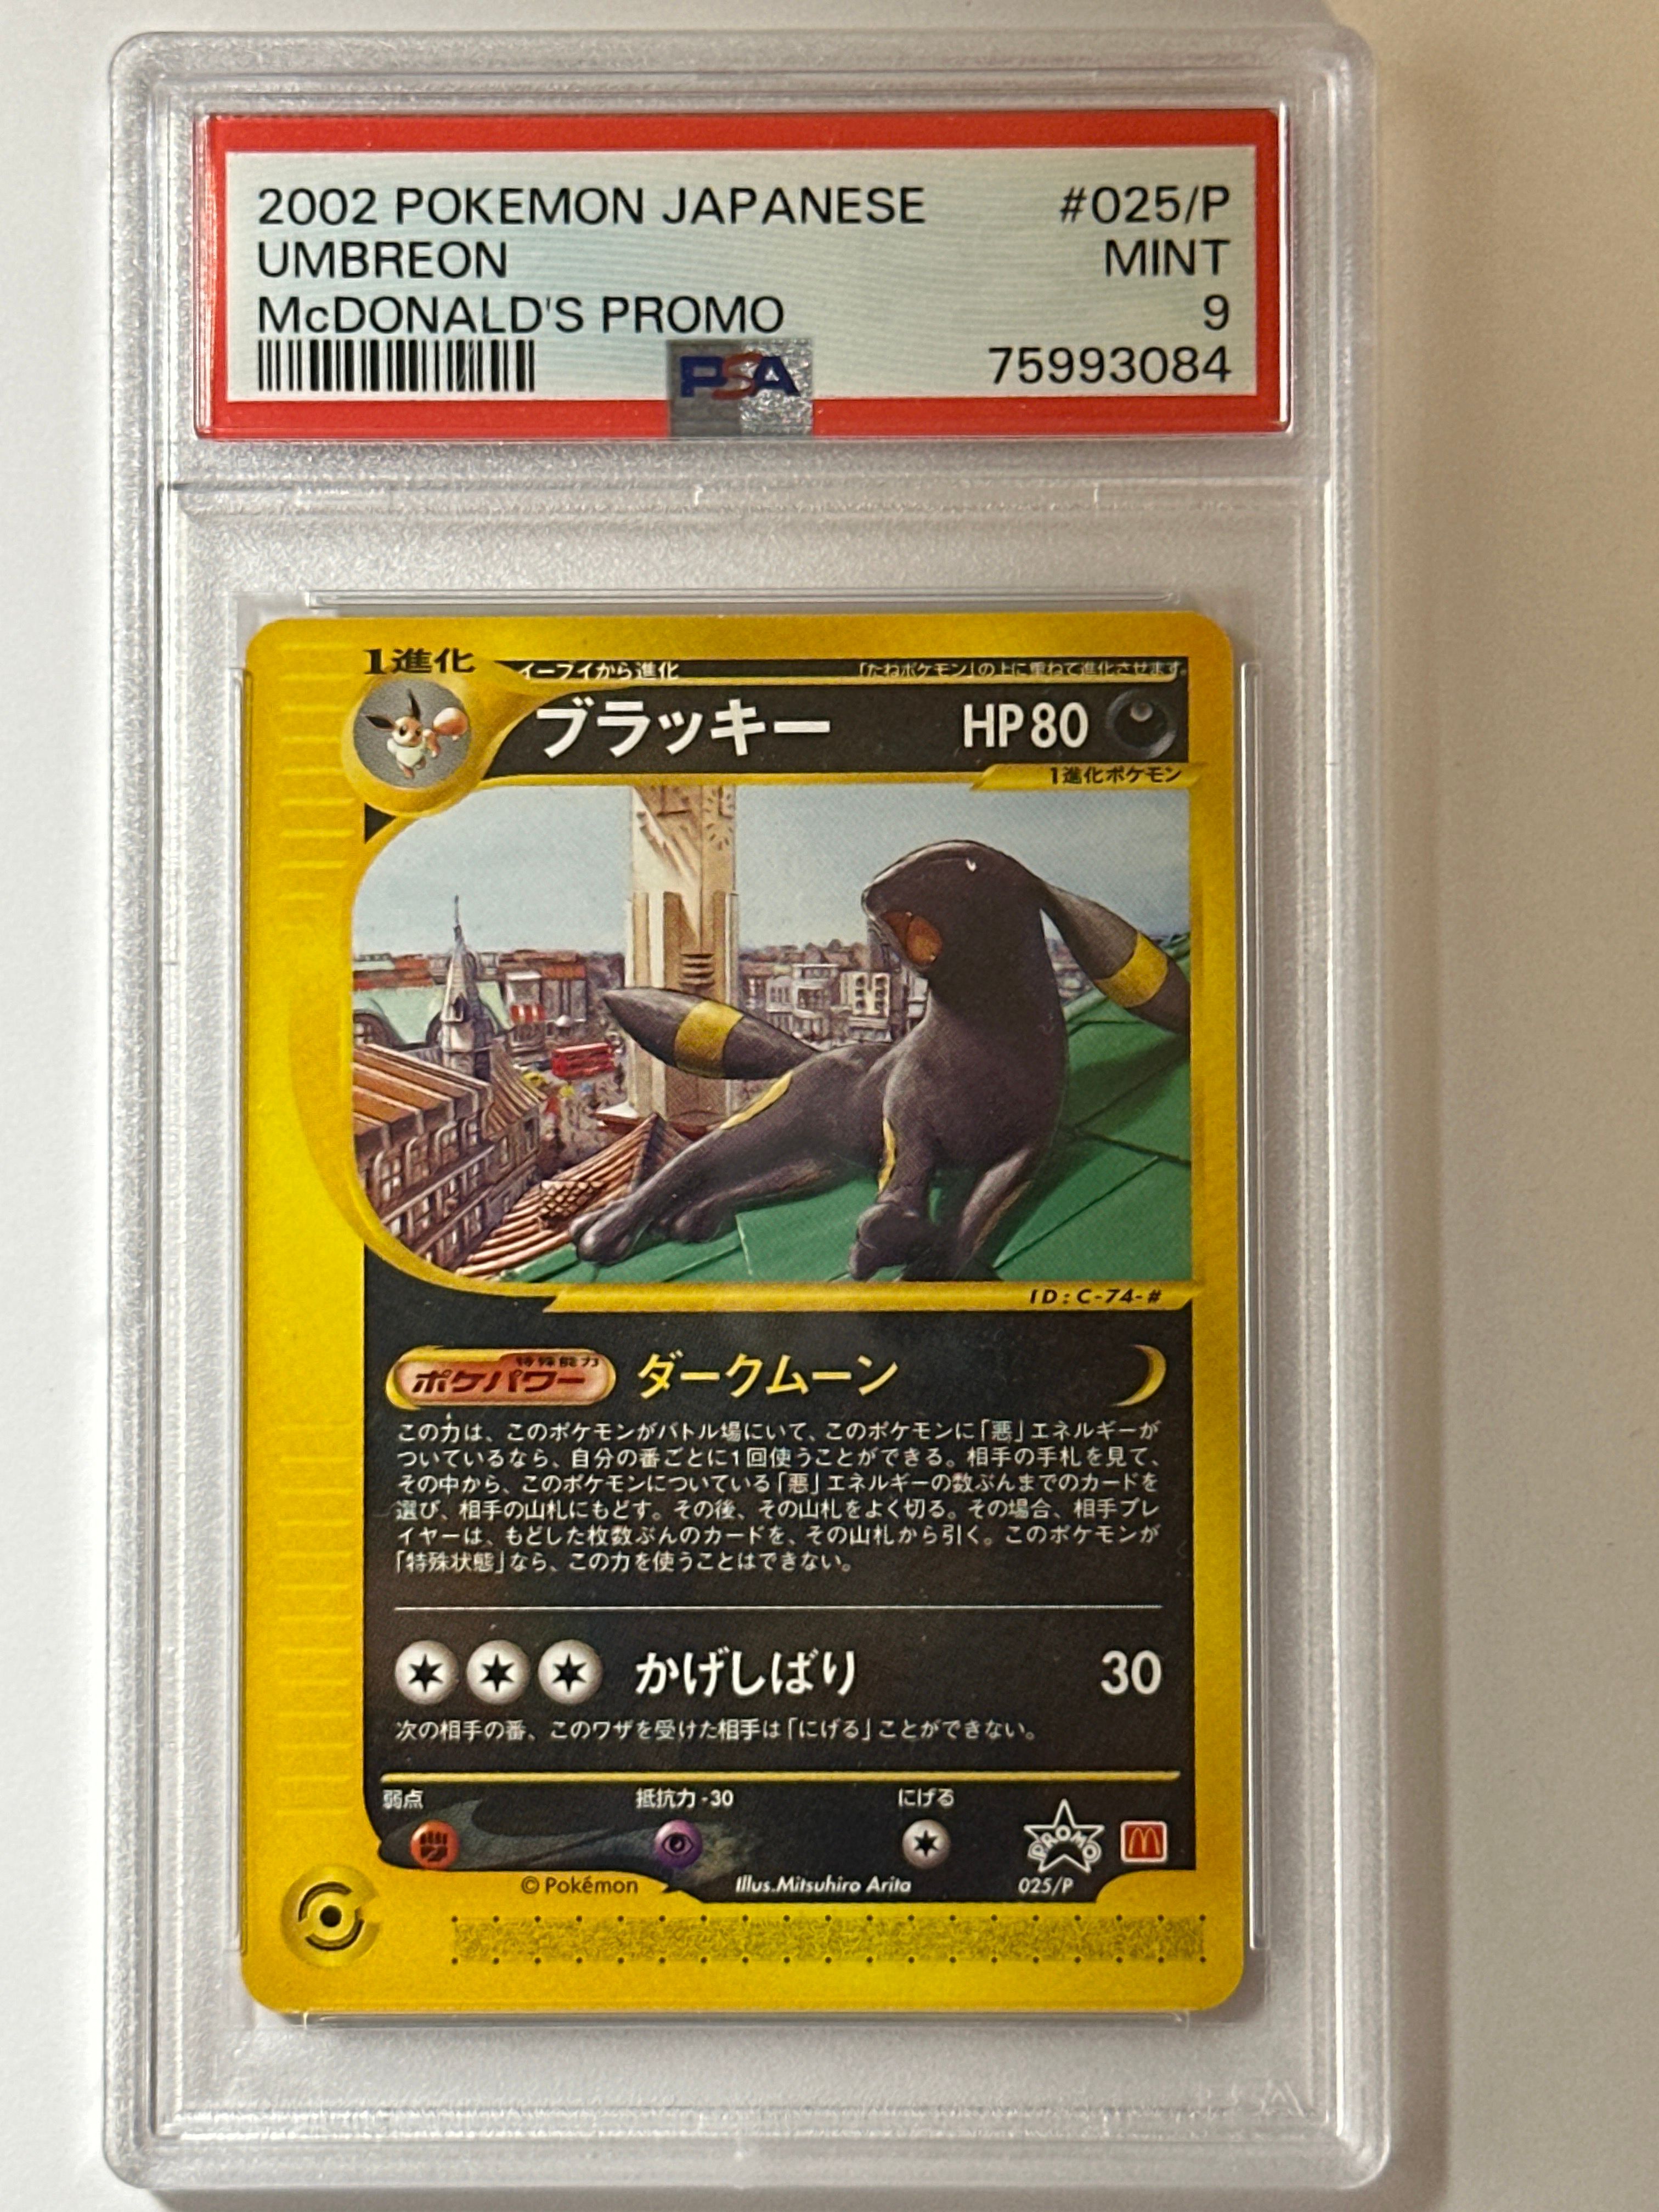 2002 POKEMON JAPANESE #025/P
UMBREON MINT
McDONALD'S PROMO 9
PSA 75993084
1進化
イーブイから進化 「たねポケモン」の上に重ねて進化させます。
ブラッキー HP80
1進化ポケモン
ID:C-74-#
特殊能力
ポケパワー ダークムーン
この力は、このポケモンがバトル場にいて、このポケモンに「悪」エネルギーが
ついているなら、自分の番ごとに1回使うことができる。相手の手札を見て、
その中から、このポケモンについている「悪」エネルギーの数ぶんまでのカードを
選び、相手の山札にもどす。その後、その山札をよく切る。その場合、相手プレ
イヤーは、もどした枚数ぶんのカードを、その山札から引く。このポケモンが
「特殊状態」なら、この力を使うことはできない。
かげしばり 30
次の相手の番、このワザを受けた相手は「にげる」ことができない。
弱点 抵抗力-30 にげる
PROMO
©Pokémon Illus.Mitsuhiro Arita 025/P